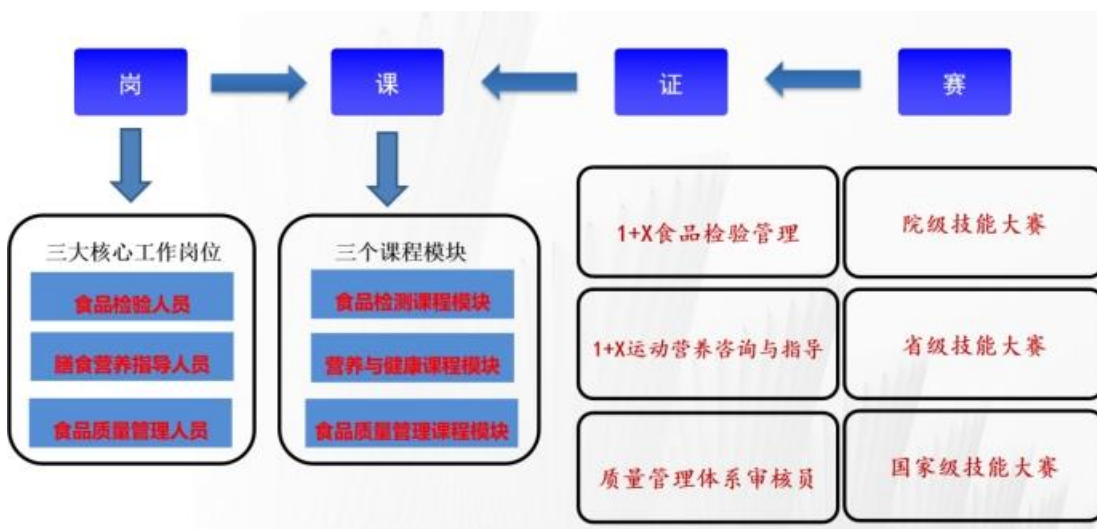 岗
课
证
赛
三大核心工作岗位
食品检验人员
膳食营养指导人员
食品质量管理人员
三个课程模块
食品检测课程模块
营养与健康课程模块
食品质量管理课程模块
1+X食品检验管理
1+X运动营养咨询与指导
质量管理体系审核员
院级技能大赛
省级技能大赛
国家级技能大赛